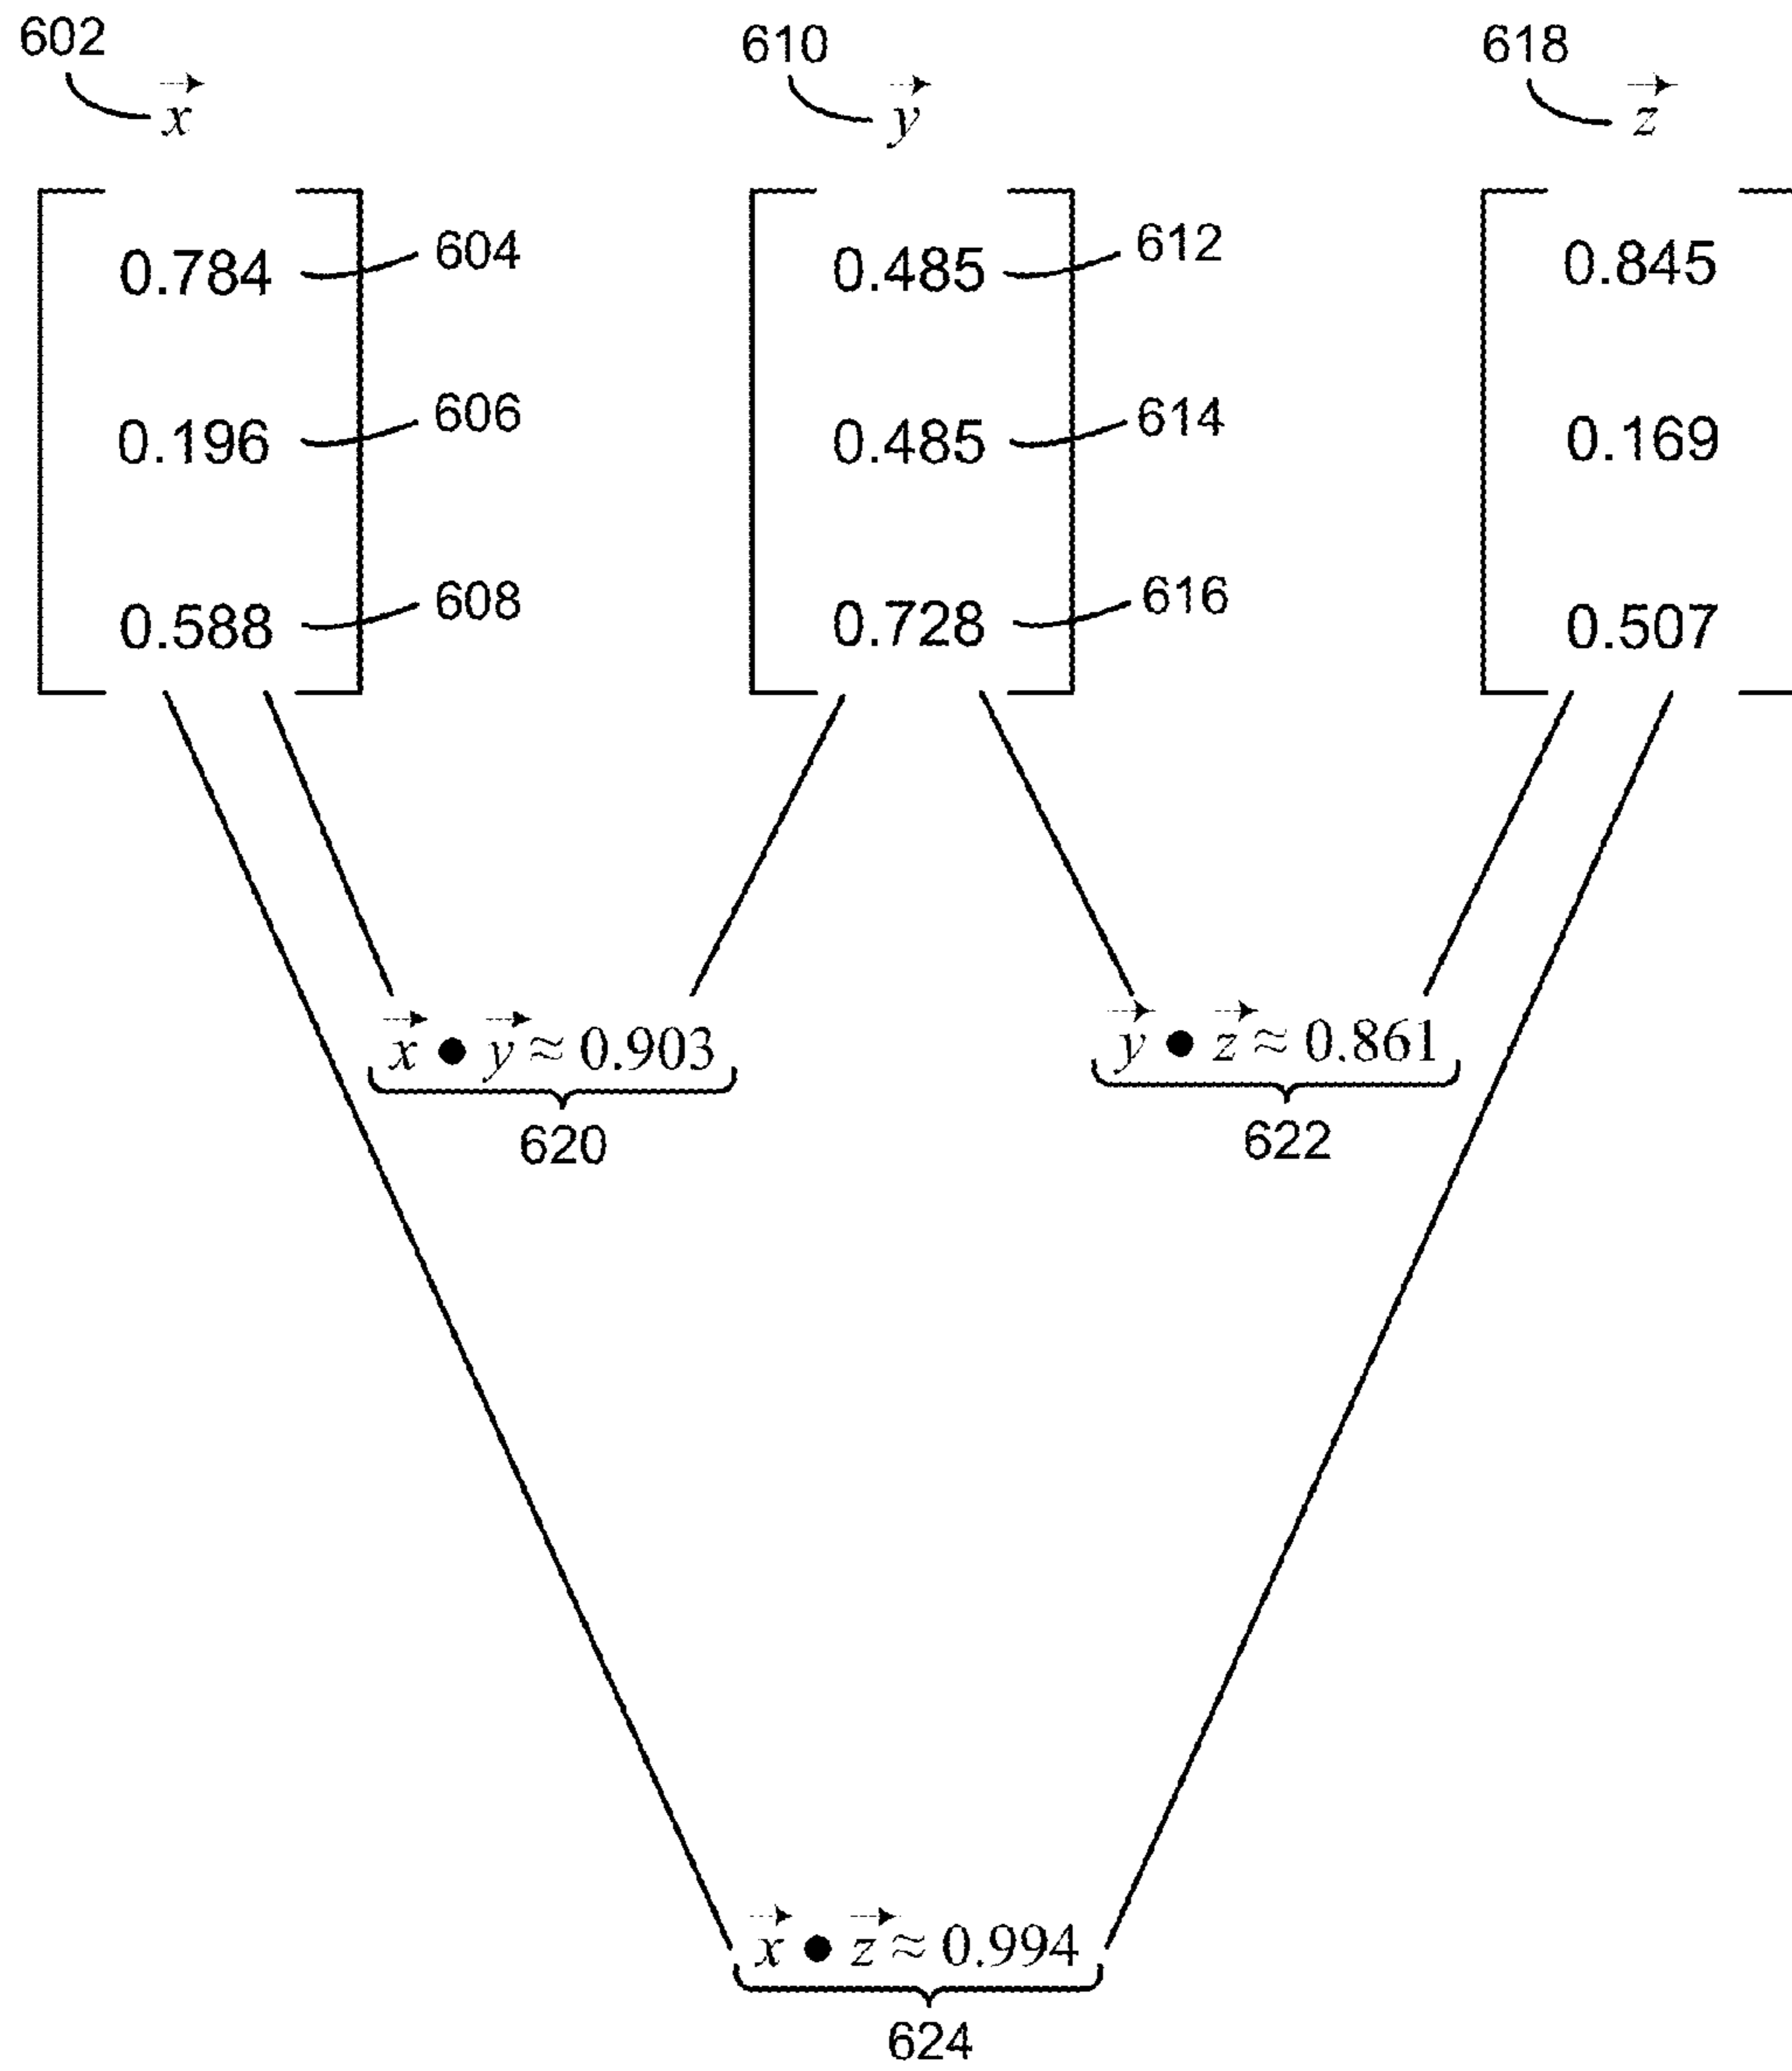 602 610 618
x⃗ y⃗ z⃗
0.784 604 0.485 612 0.845
0.196 606 0.485 614 0.169
0.588 608 0.728 616 0.507
x⃗ ● y⃗ ≈ 0.903 y⃗ ● z⃗ ≈ 0.861
620 622
x⃗ ● z⃗ ≈ 0.994
624